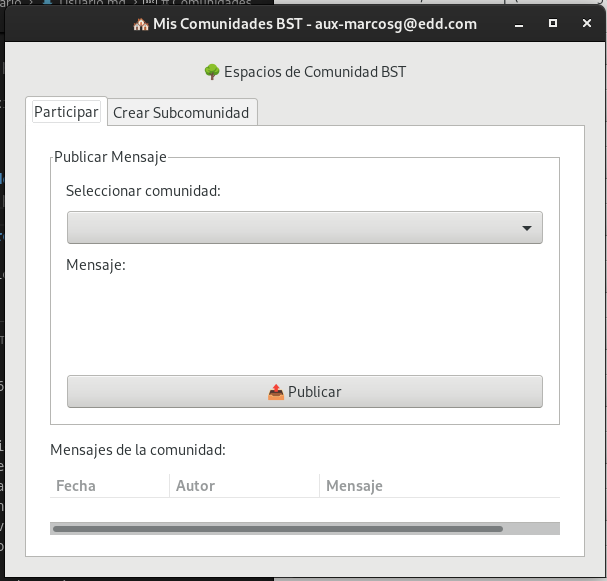 Mis Comunidades BST - aux-marcosg@edd.com
Espacios de Comunidad BST
Participar
Crear Subcomunidad
Publicar Mensaje
Seleccionar comunidad:
Mensaje:
Publicar
Mensajes de la comunidad:
Fecha Autor Mensaje